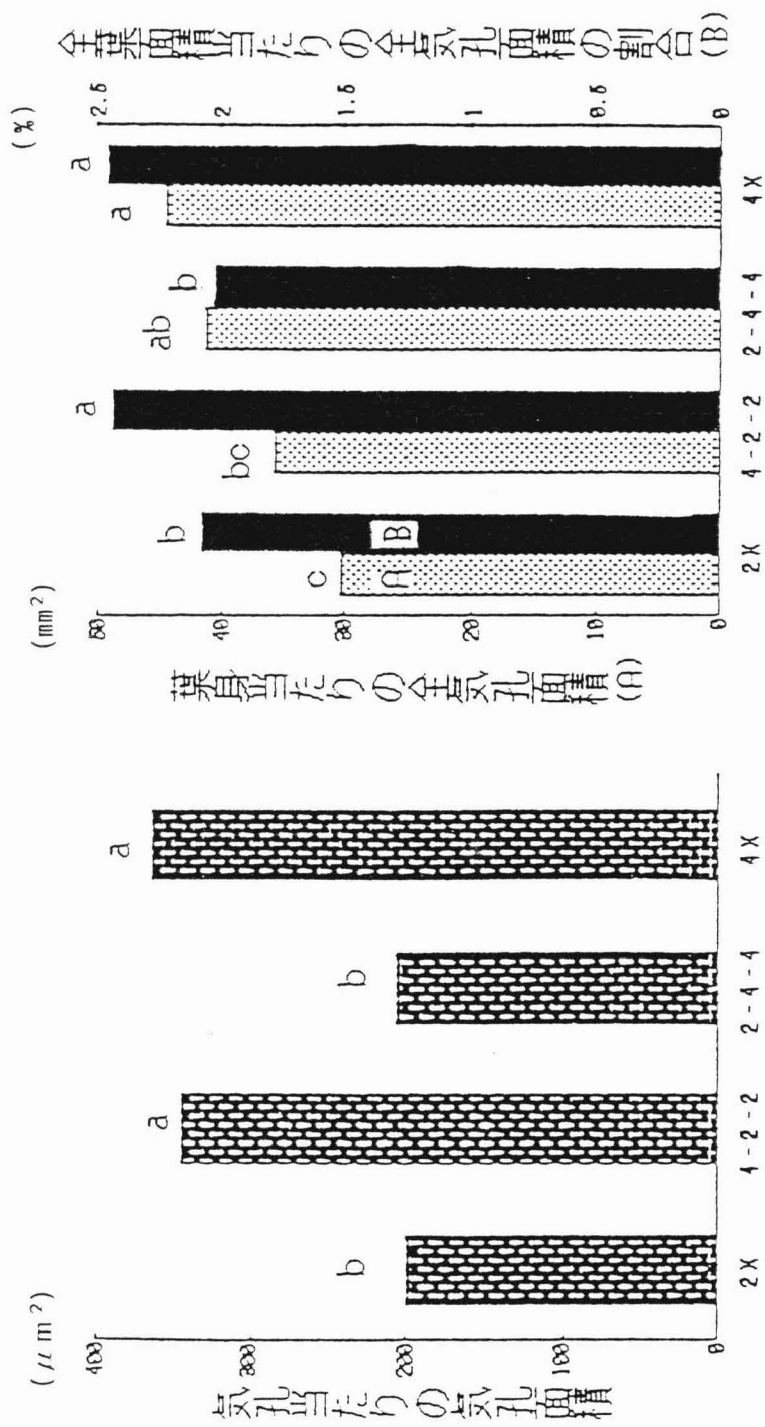 (μm²)
気孔当たりの気孔面積
400
300
200
100
0
b
a
b
a
2X
4-2-2
2-4-4
4X
(mm²)
葉身当たりの全気孔面積(A)
50
40
30
20
10
0
c
b
bc
a
ab
b
a
a
A
B
2X
4-2-2
2-4-4
4X
(%)
全葉面積当たりの全気孔面積の割合(B)
2.5
2
1.5
1
0.5
0